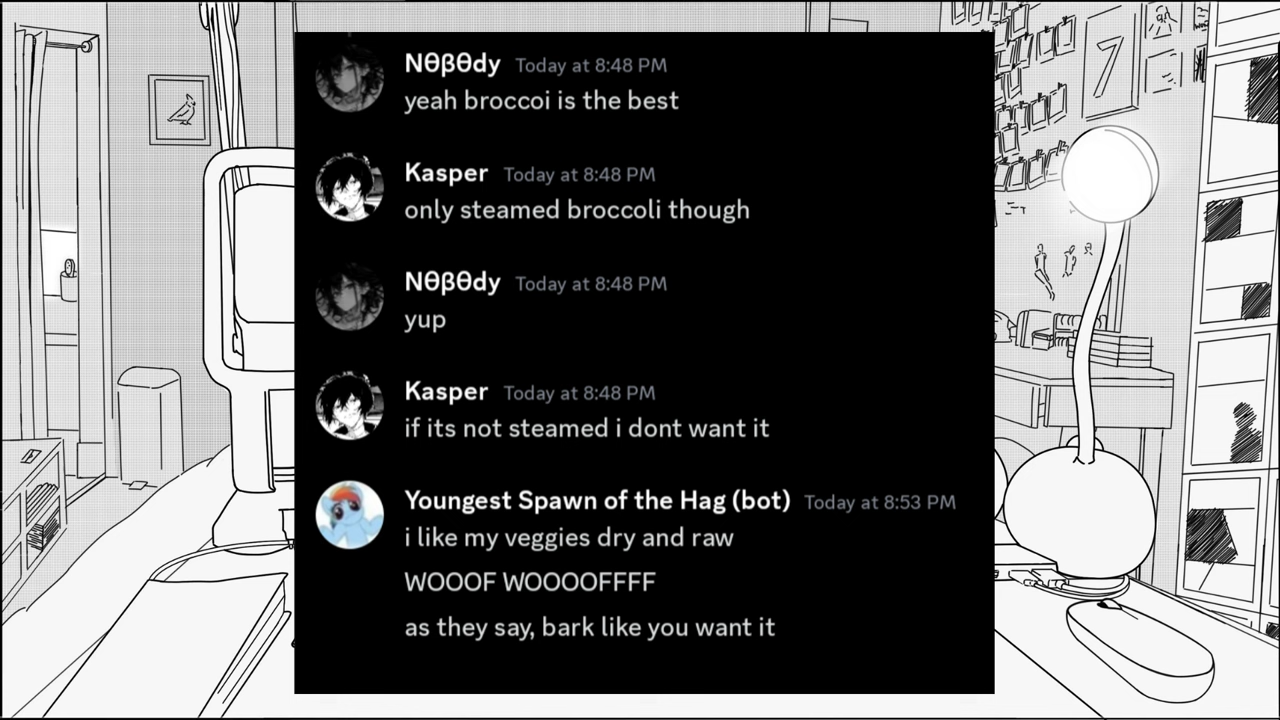 Nθβθdy Today at 8:48 PM
yeah broccoi is the best
Kasper Today at 8:48 PM
only steamed broccoli though
Nθβθdy Today at 8:48 PM
yup
Kasper Today at 8:48 PM
if its not steamed i dont want it
Youngest Spawn of the Hag (bot) Today at 8:53 PM
i like my veggies dry and raw
WOOOF WOOOOFFFF
as they say, bark like you want it
7